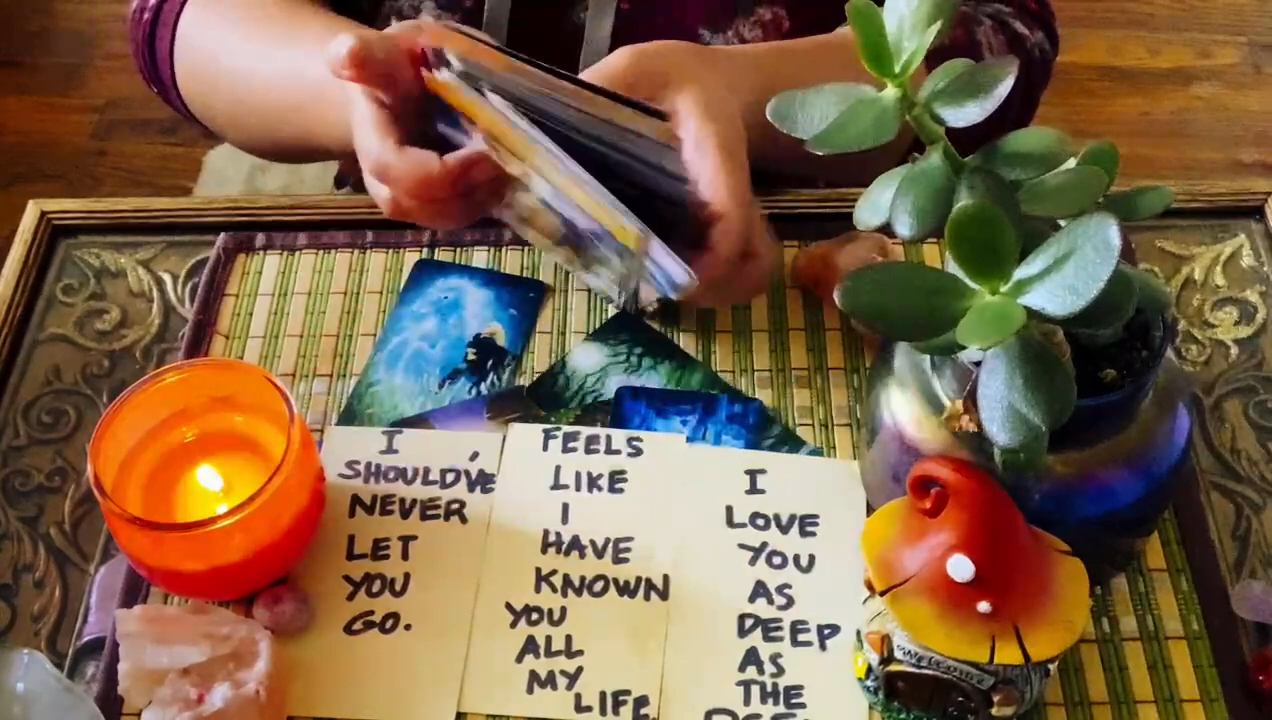 I
SHOULD'VE
NEVER
LET
YOU
GO.
FEELS
LIKE
I
HAVE
KNOWN
YOU
ALL
MY
LIFE.
I
LOVE
YOU
AS
DEEP
AS
THE
WELCOME